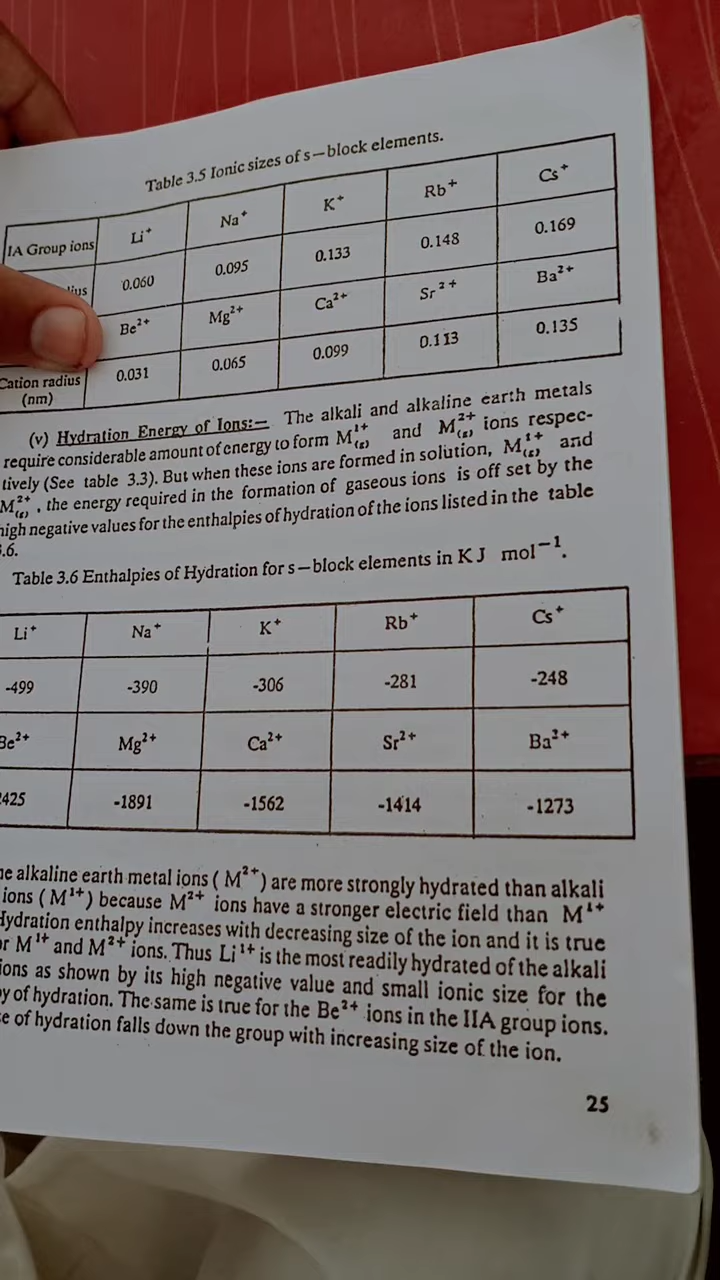 Table 3.5 Ionic sizes of s—block elements.
IA Group ions Li⁺ Na⁺ K⁺ Rb⁺ Cs⁺
0.060 0.095 0.133 0.148 0.169
Be²⁺ Mg²⁺ Ca²⁺ Sr²⁺ Ba²⁺
Cation radius (nm) 0.031 0.065 0.099 0.113 0.135
(v) Hydration Energy of Ions:— The alkali and alkaline earth metals
require considerable amount of energy to form M¹⁺(g) and M²⁺(g) ions respec-
tively (See table 3.3). But when these ions are formed in solution, M¹⁺(g) and
M²⁺(g), the energy required in the formation of gaseous ions is off set by the
high negative values for the enthalpies of hydration of the ions listed in the table
3.6.
Table 3.6 Enthalpies of Hydration for s—block elements in KJ mol⁻¹.
Li⁺ Na⁺ K⁺ Rb⁺ Cs⁺
-499 -390 -306 -281 -248
Be²⁺ Mg²⁺ Ca²⁺ Sr²⁺ Ba²⁺
-1891 -1562 -1414 -1273
alkaline earth metal ions (M²⁺) are more strongly hydrated than alkali
ions (M¹⁺) because M²⁺ ions have a stronger electric field than M¹⁺
Hydration enthalpy increases with decreasing size of the ion and it is true
M¹⁺ and M²⁺ ions. Thus Li¹⁺ is the most readily hydrated of the alkali
ions as shown by its high negative value and small ionic size for the
of hydration. The same is true for the Be²⁺ ions in the IIA group ions.
of hydration falls down the group with increasing size of the ion.
25